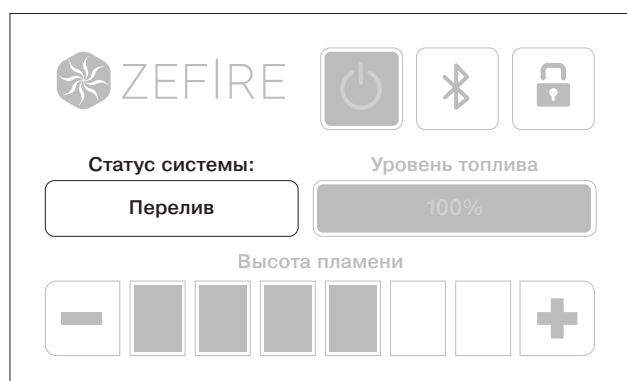 ZEFIRE
Статус системы:
Уровень топлива
Перелив
100%
Высота пламени